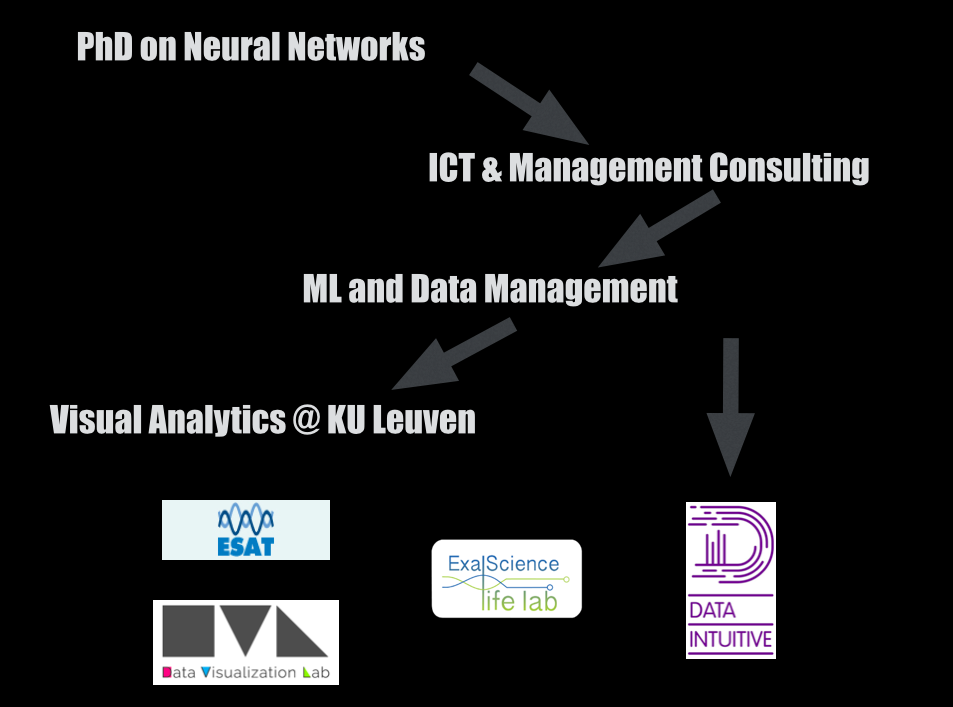 PhD on Neural Networks
ICT & Management Consulting
ML and Data Management
Visual Analytics @ KU Leuven
ESAT
ExaScience
life lab
Data Visualization Lab
DATA
INTUITIVE